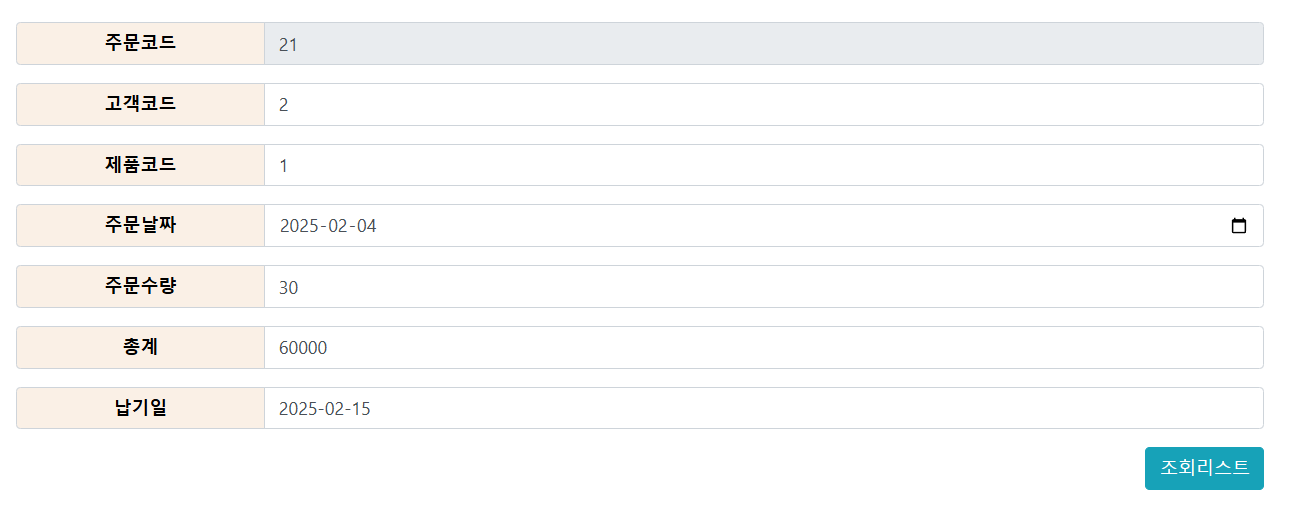 주문코드 21
고객코드 2
제품코드 1
주문날짜 2025-02-04
주문수량 30
총계 60000
납기일 2025-02-15
조회리스트